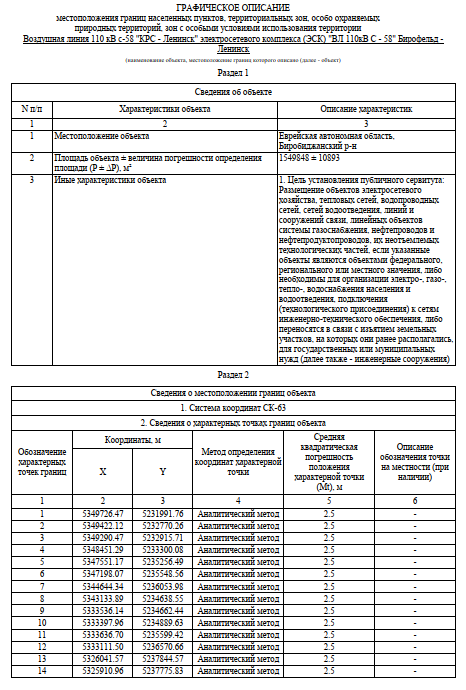 ГРАФИЧЕСКОЕ ОПИСАНИЕ
местоположения границ населенных пунктов, территориальных зон, особо охраняемых
природных территорий, зон с особыми условиями использования территории
Воздушная линия 110 кВ с-58 "КРС - Ленинск" электросетевого комплекса (ЭСК) "ВЛ 110кВ С - 58" Бирофельд -
Ленинск
(наименование объекта, местоположение границ которого описано (далее - объект)
Раздел 1
Сведения об объекте
N п/п Характеристики объекта Описание характеристик
1 2 3
1 Местоположение объекта Еврейская автономная область,
Биробиджанский р-н
2 Площадь объекта ± величина погрешности определения 1549848 ± 10893
площади (P ± ∆P), м²
3 Иные характеристики объекта 1. Цель установления публичного сервитута:
Размещение объектов электросетевого
хозяйства, тепловых сетей, водопроводных
сетей, сетей водоотведения, линий и
сооружений связи, линейных объектов
системы газоснабжения, нефтепроводов и
нефтепродуктопроводов, их неотъемлемых
технологических частей, если указанные
объекты являются объектами федерального,
регионального или местного значения, либо
необходимы для организации электро-, газо-,
тепло-, водоснабжения населения и
водоотведения, подключения
(технологического присоединения) к сетям
инженерно-технического обеспечения, либо
переносятся в связи с изъятием земельных
участков, на которых они ранее располагались,
для государственных или муниципальных
нужд (далее также - инженерные сооружения)
Раздел 2
Сведения о местоположении границ объекта
1. Система координат СК-63
2. Сведения о характерных точках границ объекта
Обозначение характерных точек границ Координаты, м Метод определения координат характерной точки Средняя квадратическая погрешность положения характерной точки (Mt), м Описание обозначения точки на местности (при наличии)
X Y
1 2 3 4 5 6
1 5349726.47 5231991.76 Аналитический метод 2.5 -
2 5349422.12 5232770.26 Аналитический метод 2.5 -
3 5349290.47 5232915.71 Аналитический метод 2.5 -
4 5348451.29 5233300.08 Аналитический метод 2.5 -
5 5347551.17 5235256.49 Аналитический метод 2.5 -
6 5347198.07 5235548.56 Аналитический метод 2.5 -
7 5344644.34 5236053.98 Аналитический метод 2.5 -
8 5343133.89 5234638.55 Аналитический метод 2.5 -
9 5333536.14 5234662.44 Аналитический метод 2.5 -
10 5333397.96 5234889.63 Аналитический метод 2.5 -
11 5333636.70 5235599.42 Аналитический метод 2.5 -
12 5333111.50 5236570.66 Аналитический метод 2.5 -
13 5326041.57 5237844.57 Аналитический метод 2.5 -
14 5325910.96 5237775.83 Аналитический метод 2.5 -